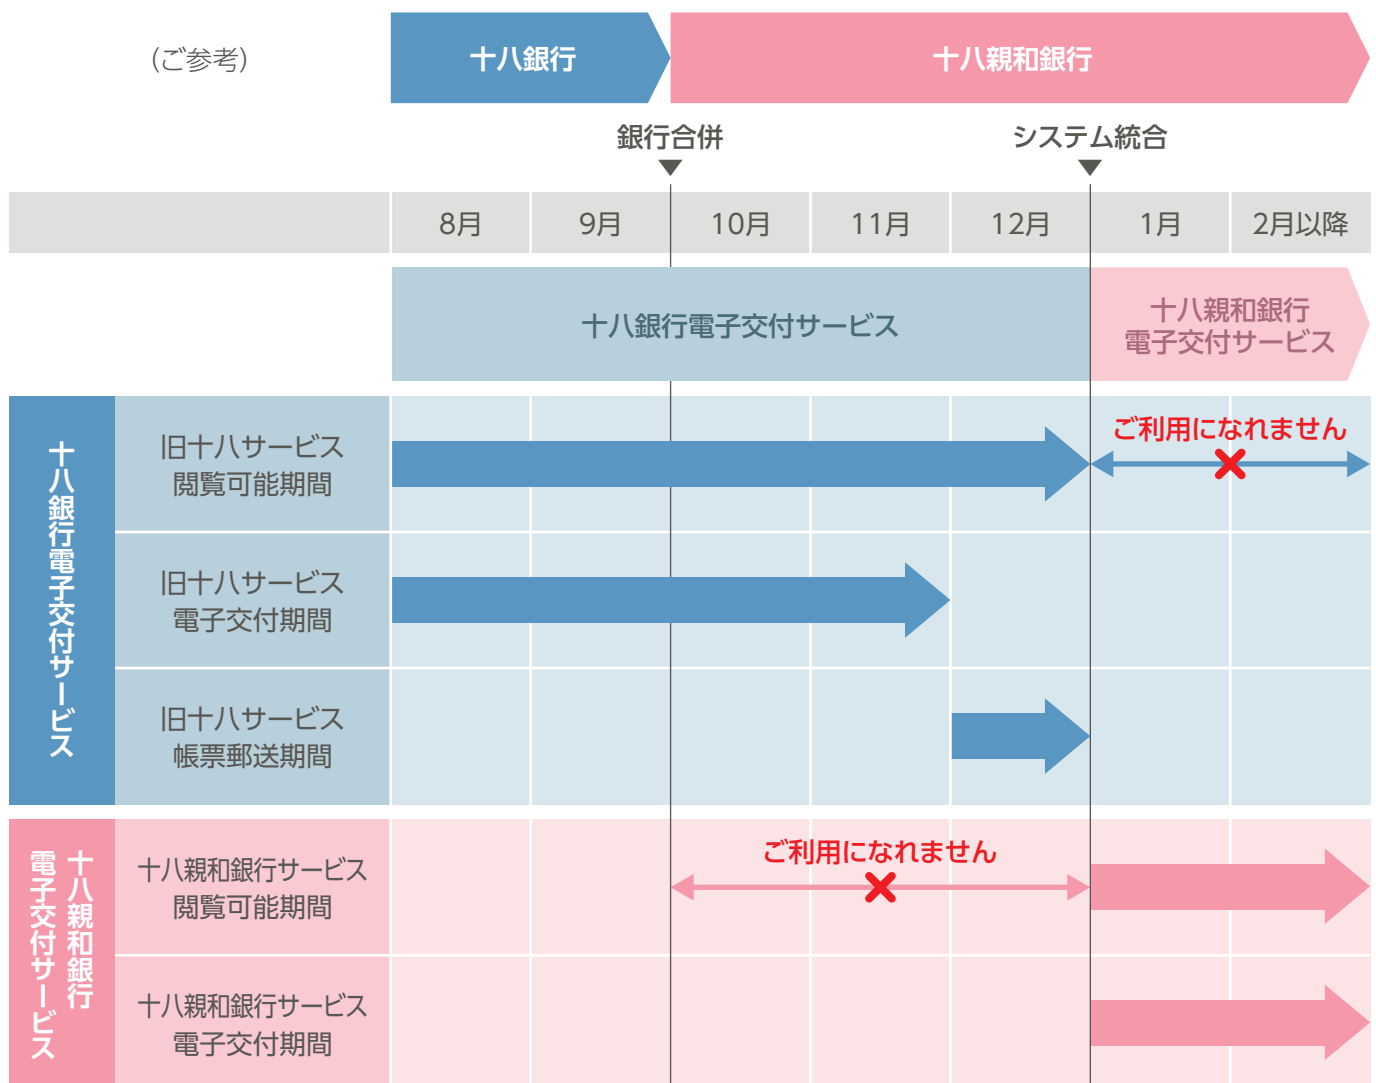 (ご参考)
十八銀行
十八親和銀行
銀行合併
システム統合
8月
9月
10月
11月
12月
1月
2月以降
十八銀行電子交付サービス
十八親和銀行
電子交付サービス
十八銀行電子交付サービス
旧十八サービス
閲覧可能期間
ご利用になれません
旧十八サービス
電子交付期間
旧十八サービス
帳票郵送期間
十八親和銀行
電子交付サービス
十八親和銀行サービス
閲覧可能期間
ご利用になれません
十八親和銀行サービス
電子交付期間